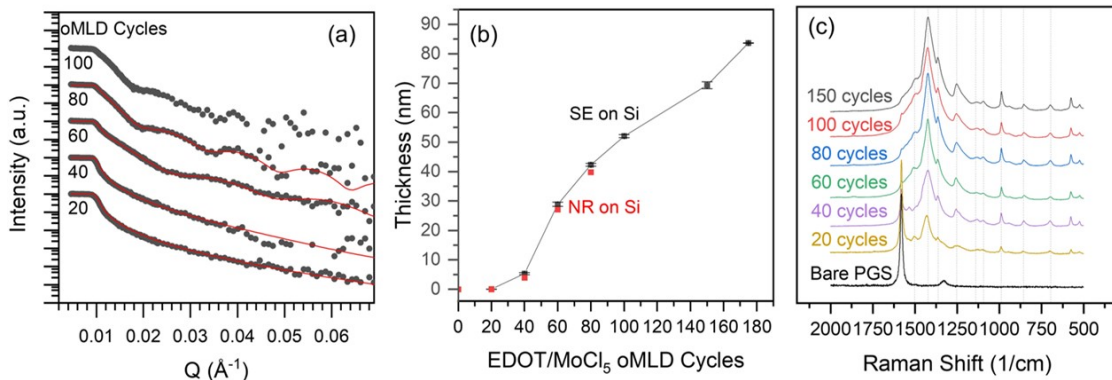 oMLD Cycles
(a)
100
80
60
40
20
Intensity (a.u.)
0.01 0.02 0.03 0.04 0.05 0.06
Q (Å⁻¹)
(b)
90
80
70
60
50
40
30
20
10
0
Thickness (nm)
SE on Si
NR on Si
0 20 40 60 80 100 120 140 160 180
EDOT/MoCl₅ oMLD Cycles
(c)
150 cycles
100 cycles
80 cycles
60 cycles
40 cycles
20 cycles
Bare PGS
2000 1500 1000 500
Raman Shift (1/cm)